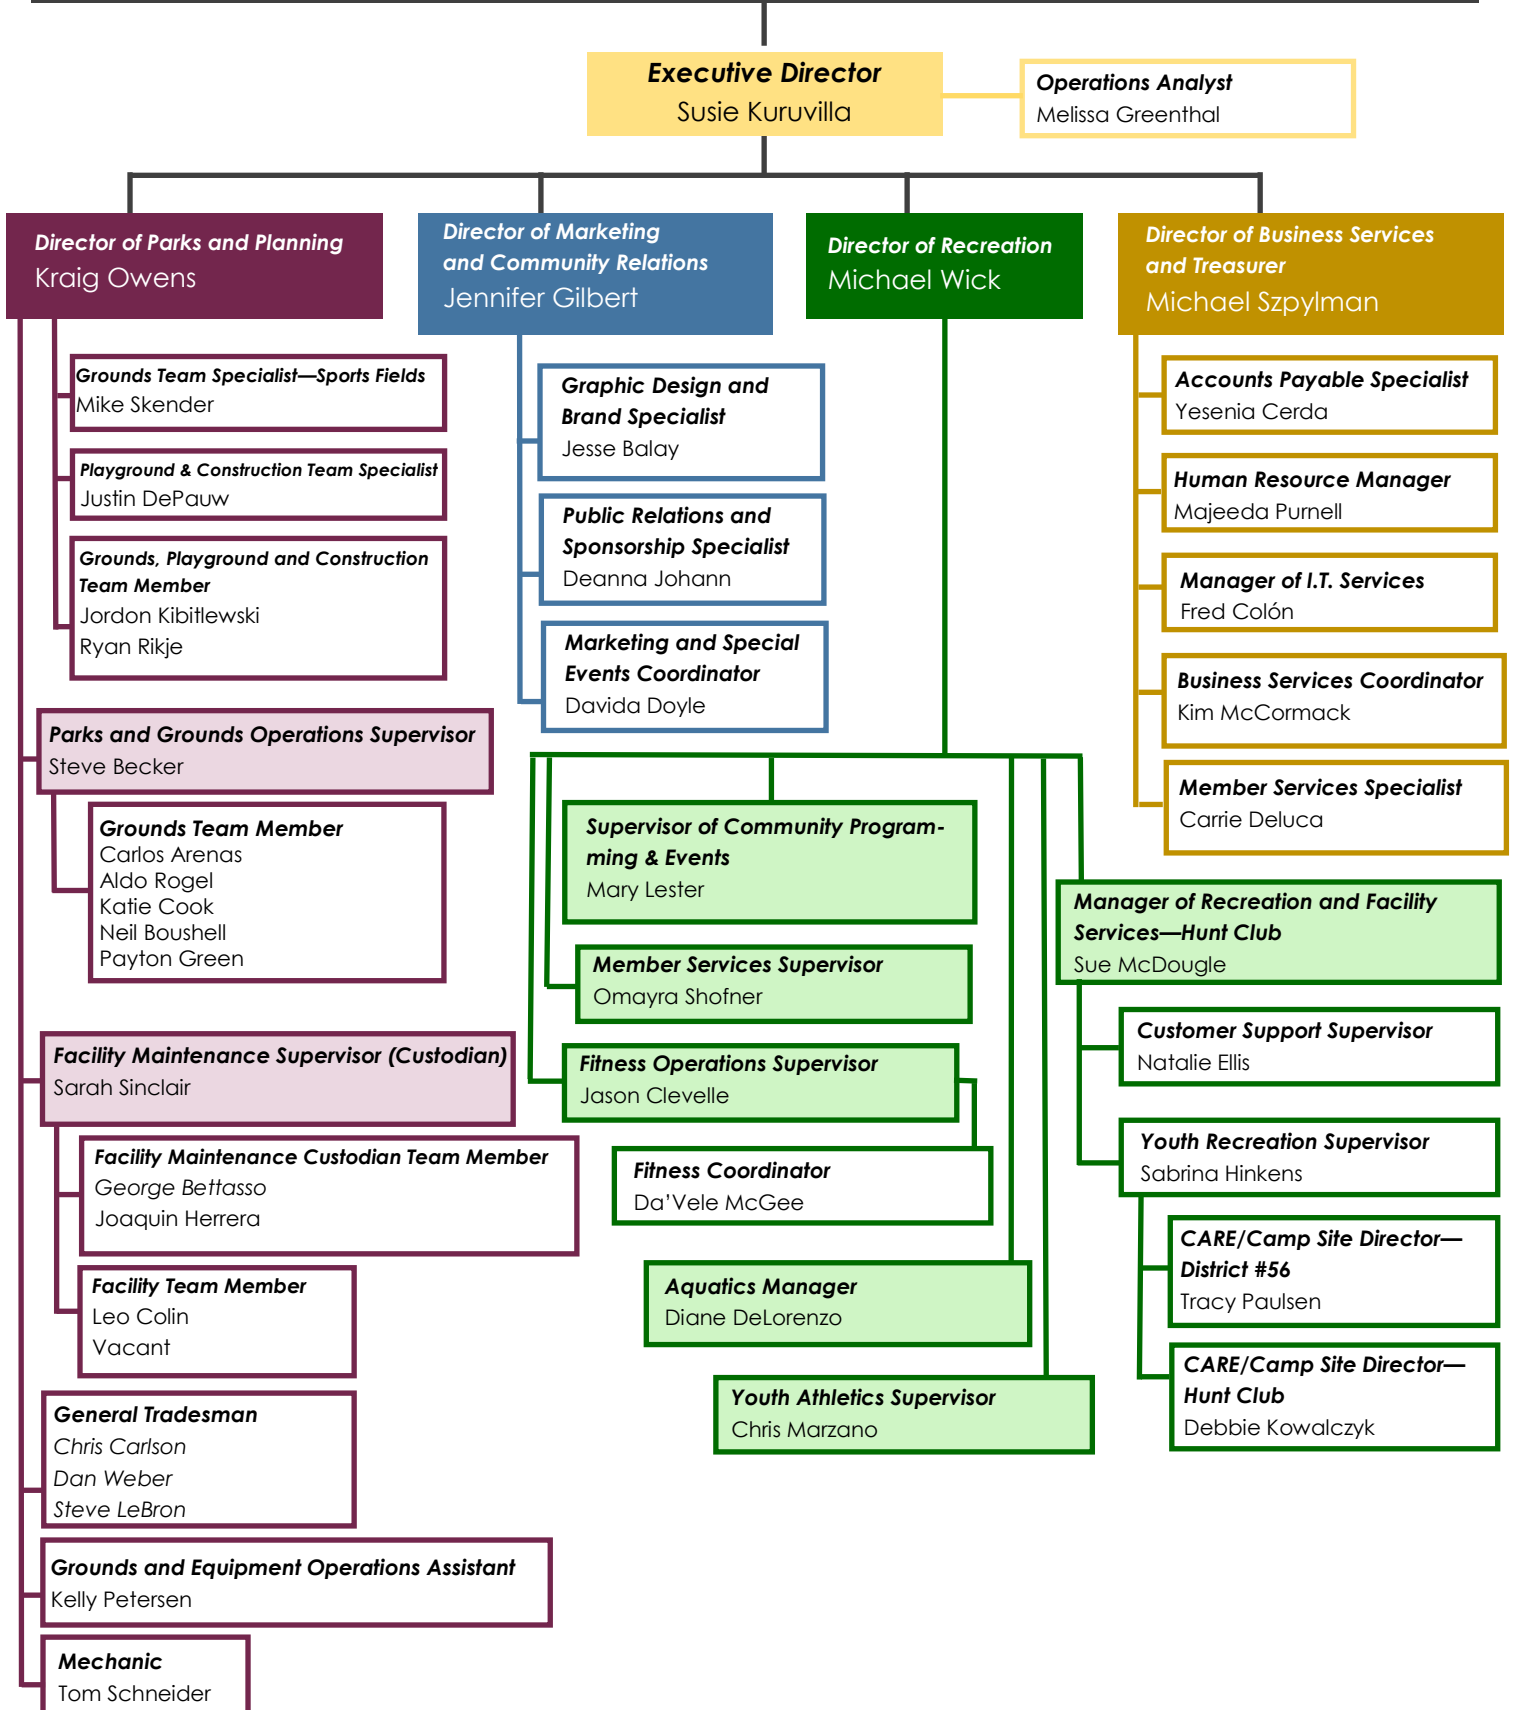 Executive Director
Susie Kuruvilla
Operations Analyst
Melissa Greenthal
Director of Parks and Planning
Kraig Owens
Director of Marketing
and Community Relations
Jennifer Gilbert
Director of Recreation
Michael Wick
Director of Business Services
and Treasurer
Michael Szpylman
Grounds Team Specialist—Sports Fields
Mike Skender
Playground & Construction Team Specialist
Justin DePauw
Grounds, Playground and Construction
Team Member
Jordon Kibitlewski
Ryan Rikje
Parks and Grounds Operations Supervisor
Steve Becker
Grounds Team Member
Carlos Arenas
Aldo Rogel
Katie Cook
Neil Boushell
Payton Green
Facility Maintenance Supervisor (Custodian)
Sarah Sinclair
Facility Maintenance Custodian Team Member
George Bettasso
Joaquin Herrera
Facility Team Member
Leo Colin
Vacant
General Tradesman
Chris Carlson
Dan Weber
Steve LeBron
Grounds and Equipment Operations Assistant
Kelly Petersen
Mechanic
Tom Schneider
Graphic Design and
Brand Specialist
Jesse Balay
Public Relations and
Sponsorship Specialist
Deanna Johann
Marketing and Special
Events Coordinator
Davida Doyle
Supervisor of Community Program-
ming & Events
Mary Lester
Member Services Supervisor
Omayra Shofner
Fitness Operations Supervisor
Jason Clevelle
Fitness Coordinator
Da’Vele McGee
Aquatics Manager
Diane DeLorenzo
Youth Athletics Supervisor
Chris Marzano
Manager of Recreation and Facility
Services—Hunt Club
Sue McDougle
Customer Support Supervisor
Natalie Ellis
Youth Recreation Supervisor
Sabrina Hinkens
CARE/Camp Site Director—
District #56
Tracy Paulsen
CARE/Camp Site Director—
Hunt Club
Debbie Kowalczyk
Accounts Payable Specialist
Yesenia Cerda
Human Resource Manager
Majeeda Purnell
Manager of I.T. Services
Fred Colón
Business Services Coordinator
Kim McCormack
Member Services Specialist
Carrie Deluca